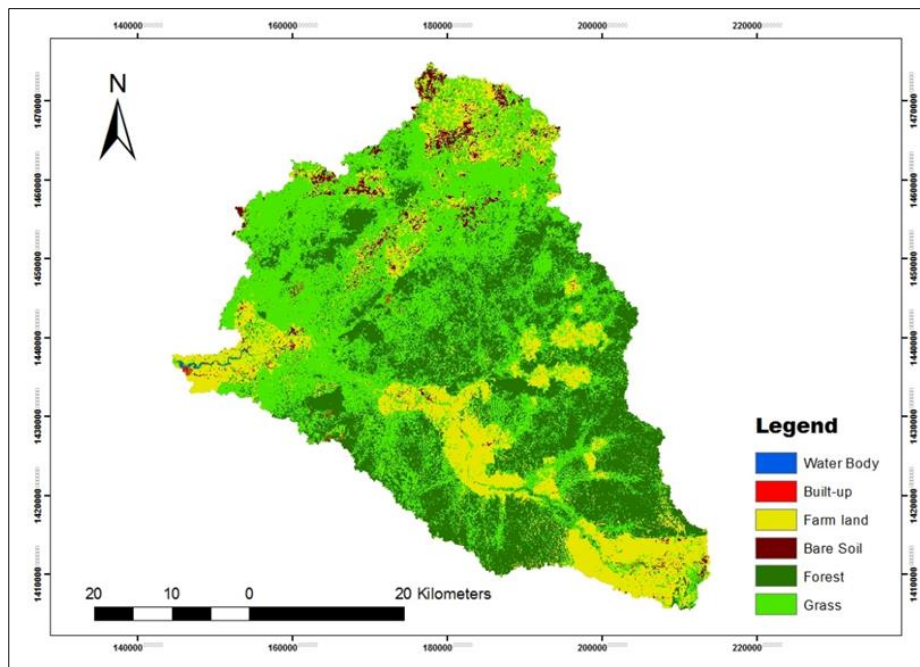 140000 160000 180000 200000 220000
N
1470000 1470000
1460000 1460000
1450000 1450000
1440000 1440000
1430000 1430000
1420000 1420000
1410000 1410000
Legend
Water Body
Built-up
Farm land
Bare Soil
Forest
Grass
20 10 0 20 Kilometers
140000 160000 180000 200000 220000